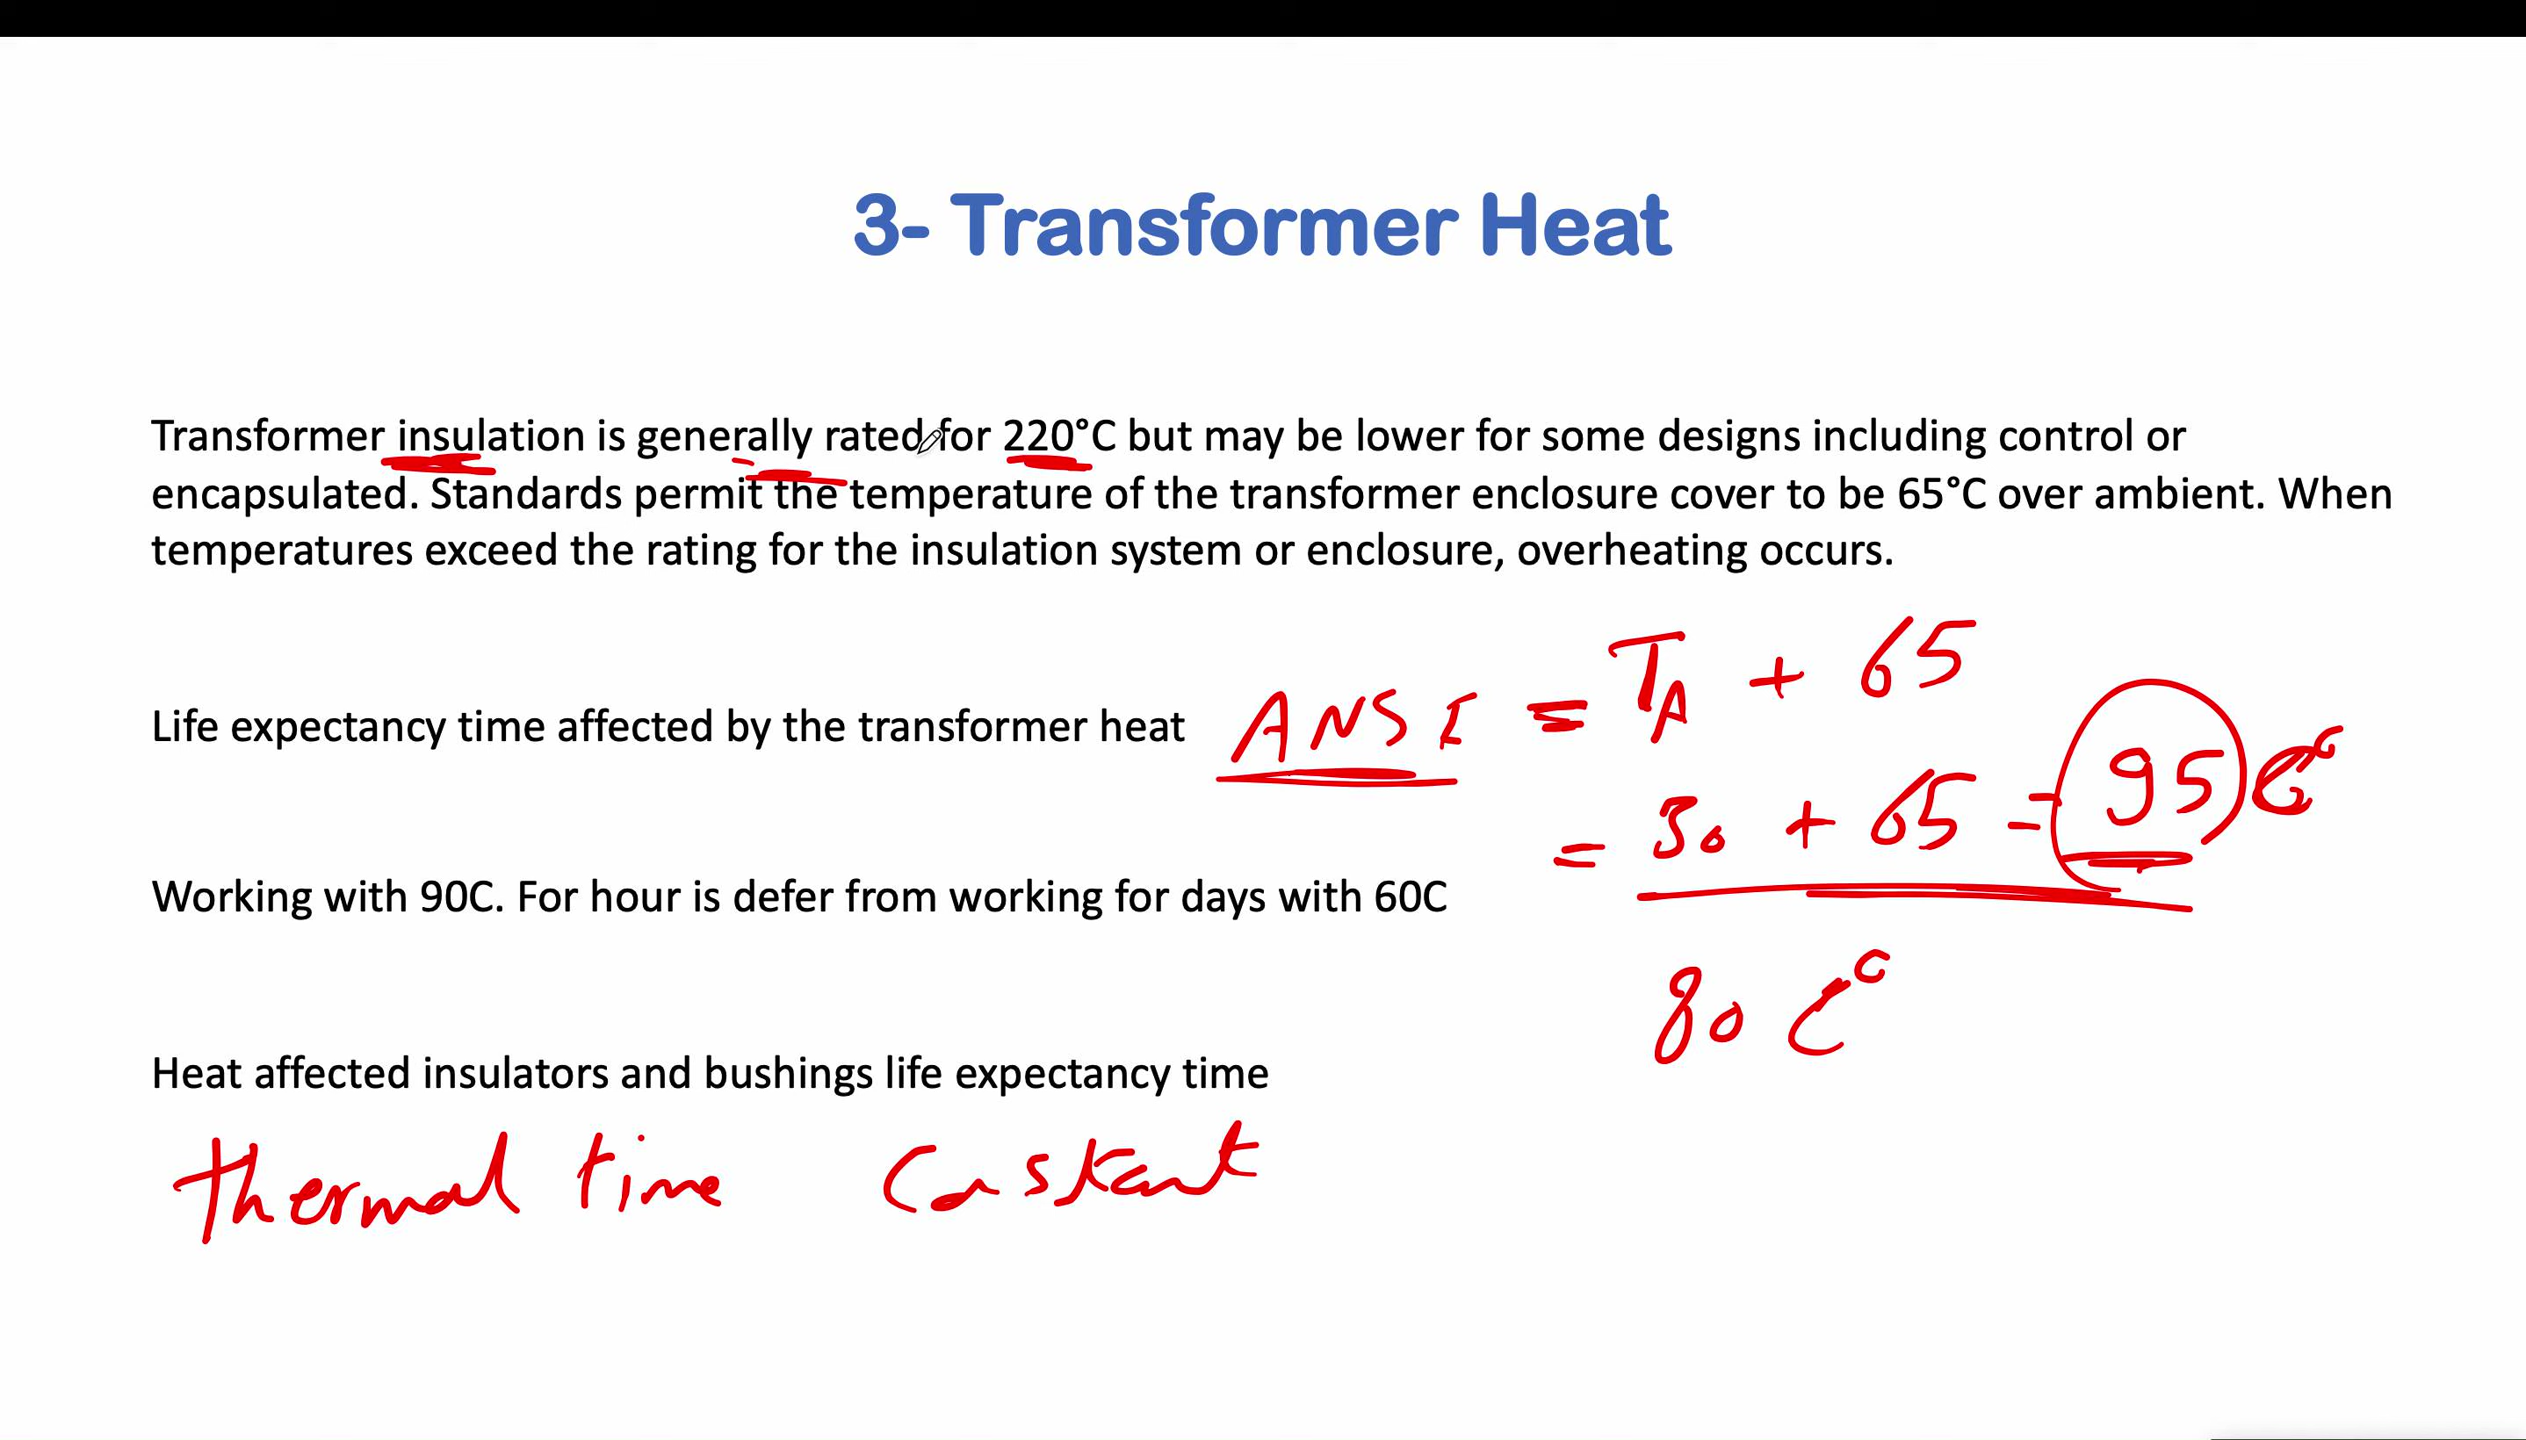 3- Transformer Heat
Transformer insulation is generally rated for 220°C but may be lower for some designs including control or
encapsulated. Standards permit the temperature of the transformer enclosure cover to be 65°C over ambient. When
temperatures exceed the rating for the insulation system or enclosure, overheating occurs.
Life expectancy time affected by the transformer heat
ANSI = TA + 65
= 30 + 65 = 95 C°
Working with 90C. For hour is defer from working for days with 60C
80 C°
Heat affected insulators and bushings life expectancy time
thermal time Constant